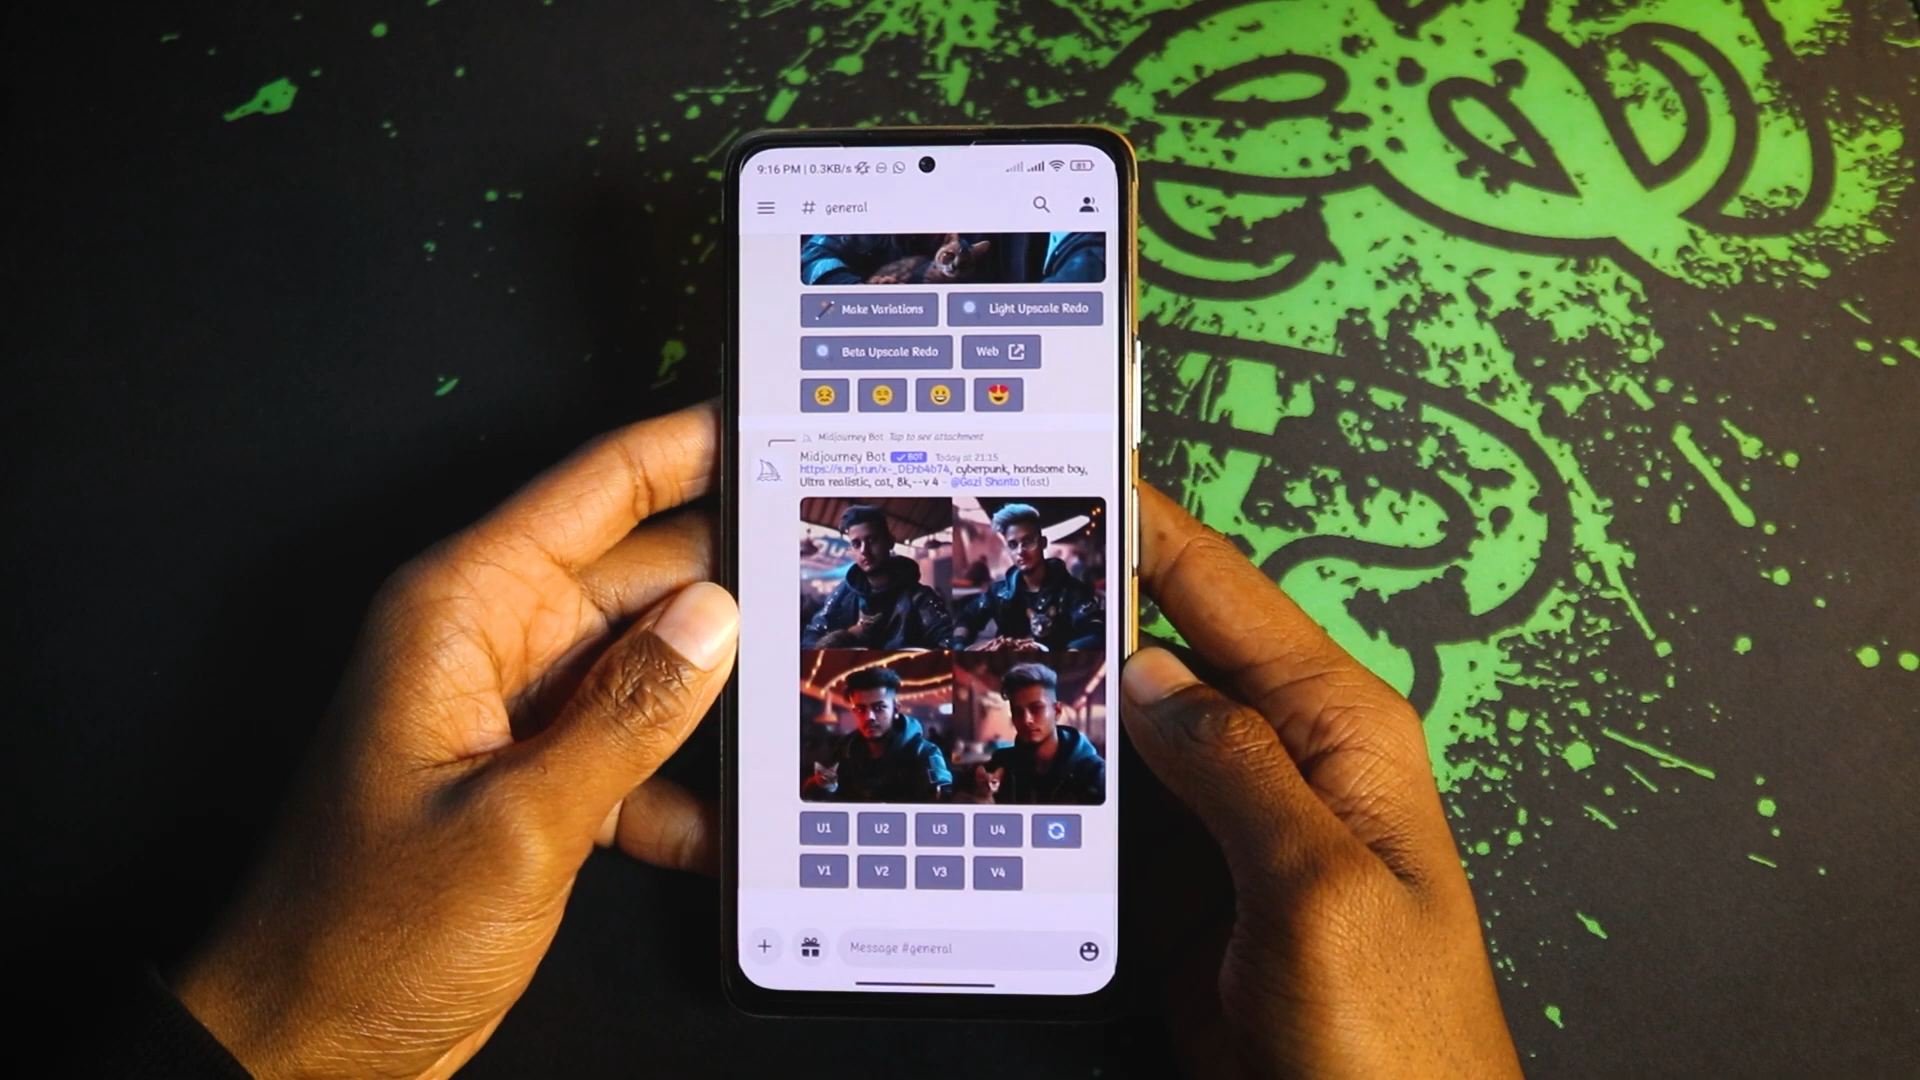 9:16 PM | 0.3KB/s 81
# general
Make Variations Light Upscale Redo
Beta Upscale Redo Web
Midjourney Bot Tap to see attachment
Midjourney Bot ✓ BOT Today at 21:15
https://s.mj.run/x-_DEhb4b74, cyberpunk, handsome boy,
Ultra realistic, cat, 8k,--v 4 - @Gazi Shanto (fast)
U1 U2 U3 U4
V1 V2 V3 V4
Message #general